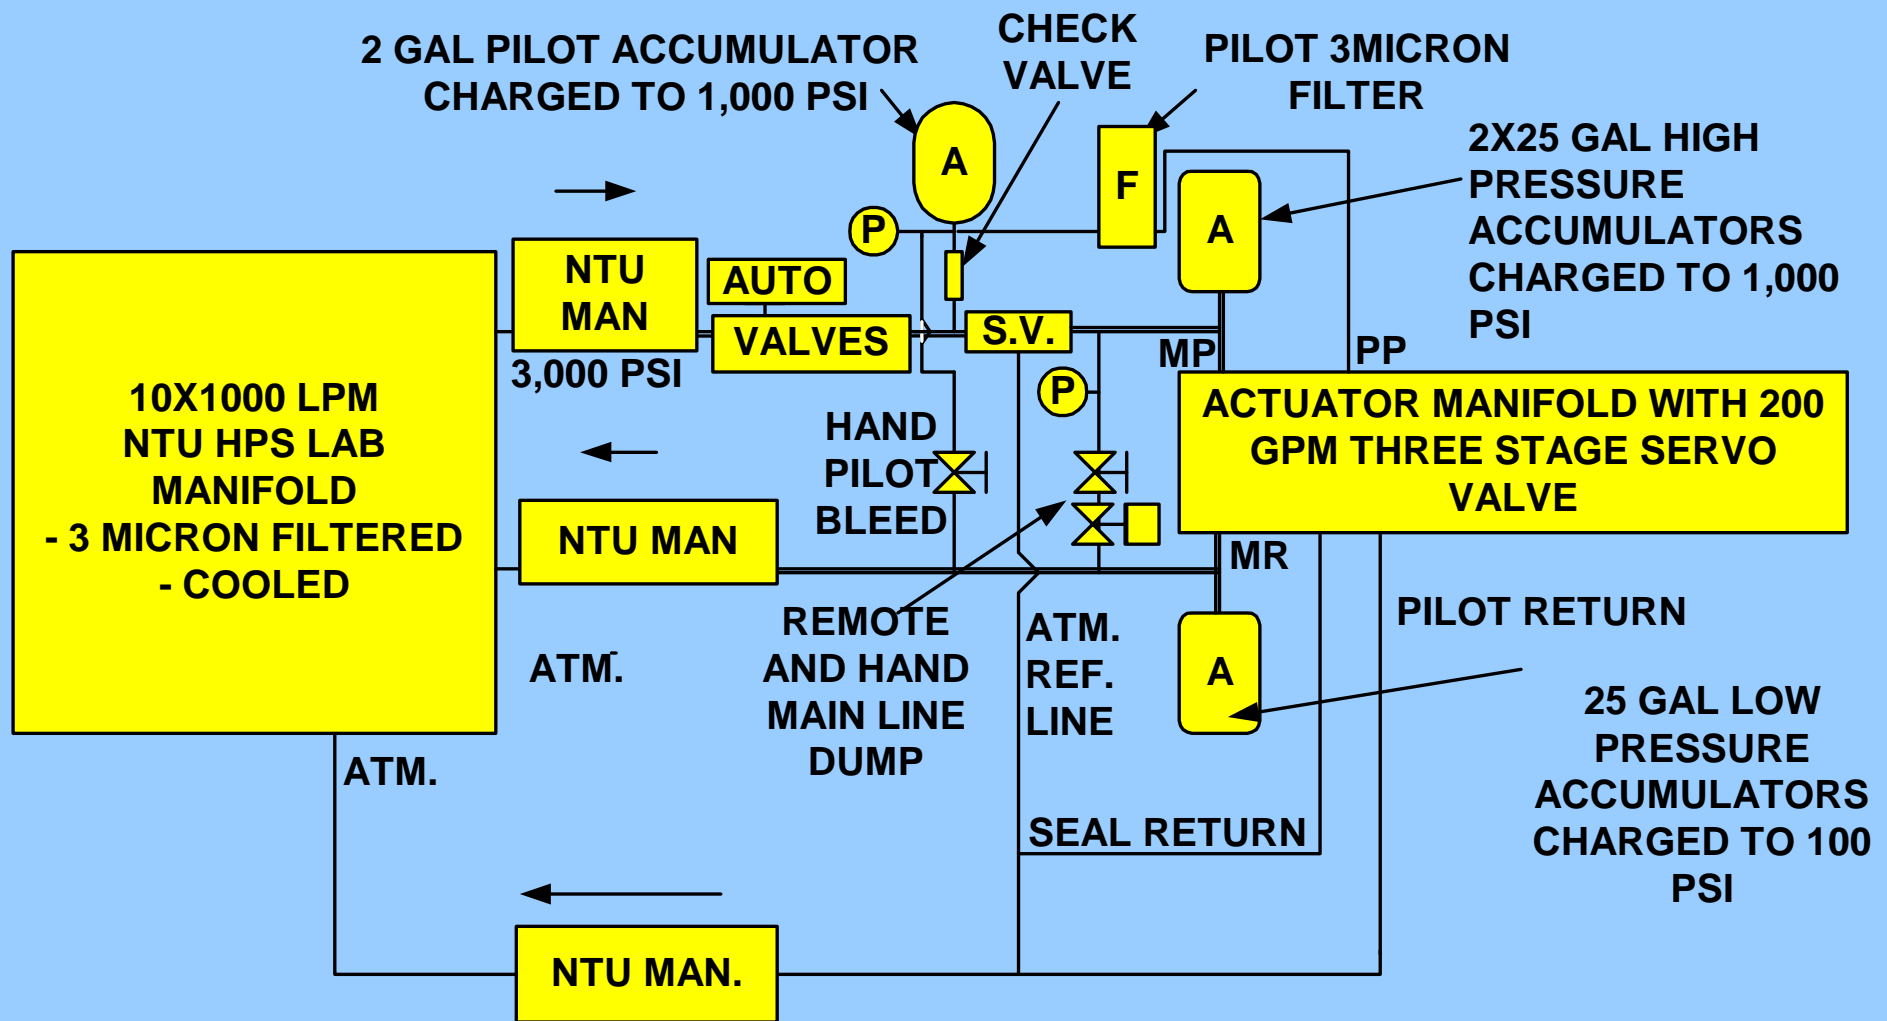 2 GAL PILOT ACCUMULATOR
CHARGED TO 1,000 PSI
CHECK
VALVE
PILOT 3MICRON
FILTER
2X25 GAL HIGH
PRESSURE
ACCUMULATORS
CHARGED TO 1,000
PSI
A
F
A
P
NTU
MAN
3,000 PSI
AUTO
VALVES
S.V.
MP
PP
P
10X1000 LPM
NTU HPS LAB
MANIFOLD
- 3 MICRON FILTERED
- COOLED
HAND
PILOT
BLEED
ACTUATOR MANIFOLD WITH 200
GPM THREE STAGE SERVO
VALVE
NTU MAN
MR
ATM.
REMOTE
AND HAND
MAIN LINE
DUMP
ATM.
REF.
LINE
A
PILOT RETURN
25 GAL LOW
PRESSURE
ACCUMULATORS
CHARGED TO 100
PSI
ATM.
SEAL RETURN
NTU MAN.